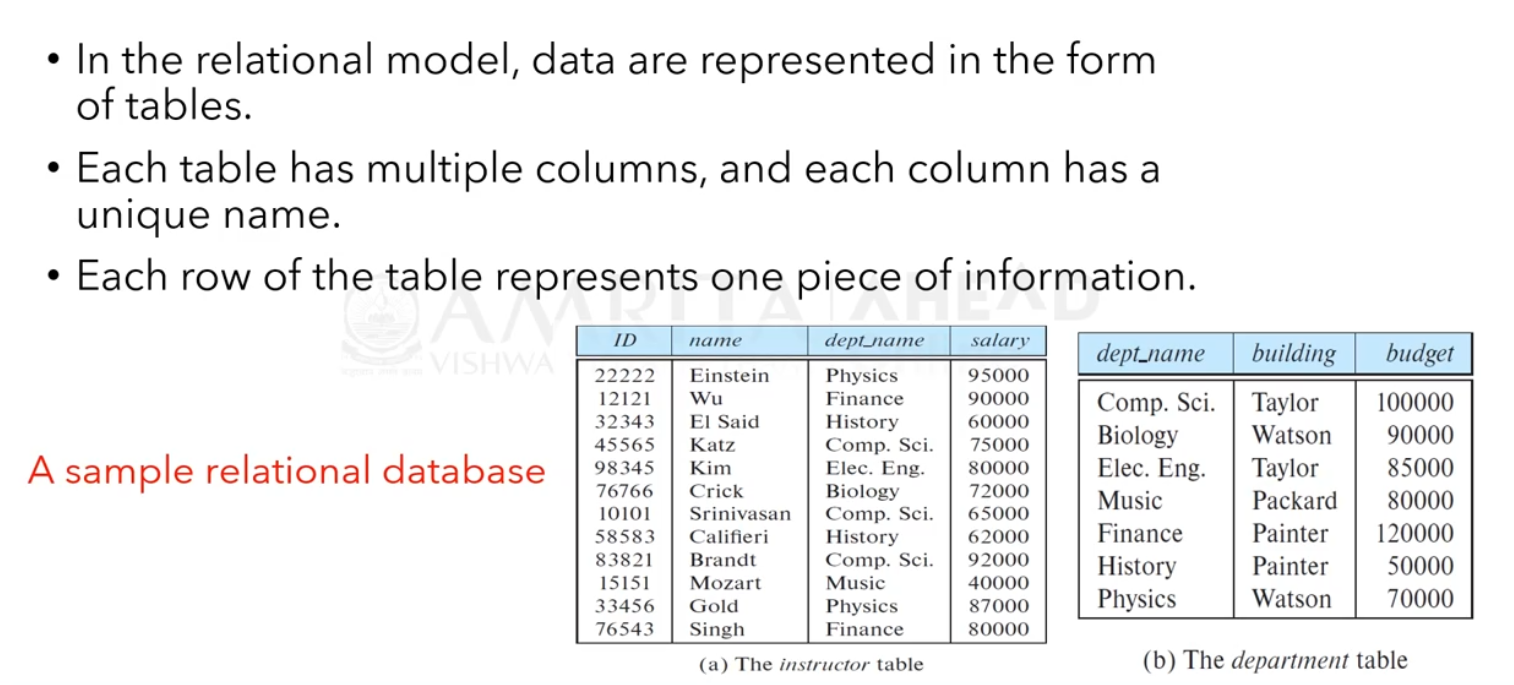 • In the relational model, data are represented in the form
of tables.
• Each table has multiple columns, and each column has a
unique name.
• Each row of the table represents one piece of information.
AMRITA AHEAD
VISHWA
A sample relational database
ID name dept_name salary
22222 Einstein Physics 95000
12121 Wu Finance 90000
32343 El Said History 60000
45565 Katz Comp. Sci. 75000
98345 Kim Elec. Eng. 80000
76766 Crick Biology 72000
10101 Srinivasan Comp. Sci. 65000
58583 Califieri History 62000
83821 Brandt Comp. Sci. 92000
15151 Mozart Music 40000
33456 Gold Physics 87000
76543 Singh Finance 80000
(a) The instructor table
dept_name building budget
Comp. Sci. Taylor 100000
Biology Watson 90000
Elec. Eng. Taylor 85000
Music Packard 80000
Finance Painter 120000
History Painter 50000
Physics Watson 70000
(b) The department table